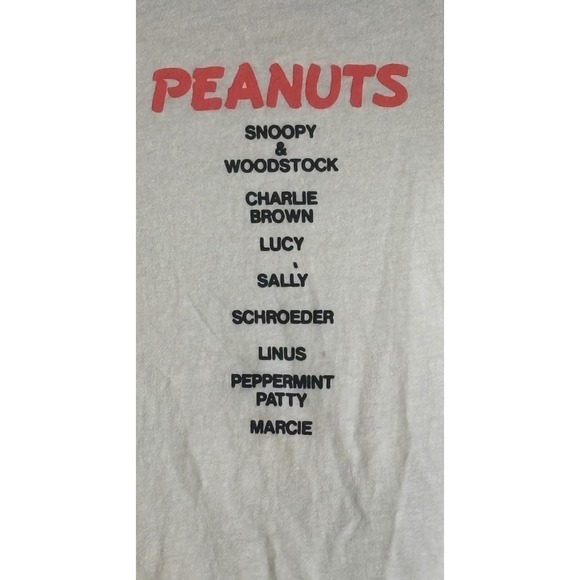 PEANUTS
SNOOPY
&
WOODSTOCK
CHARLIE
BROWN
LUCY
SALLY
SCHROEDER
LINUS
PEPPERMINT
PATTY
MARCIE